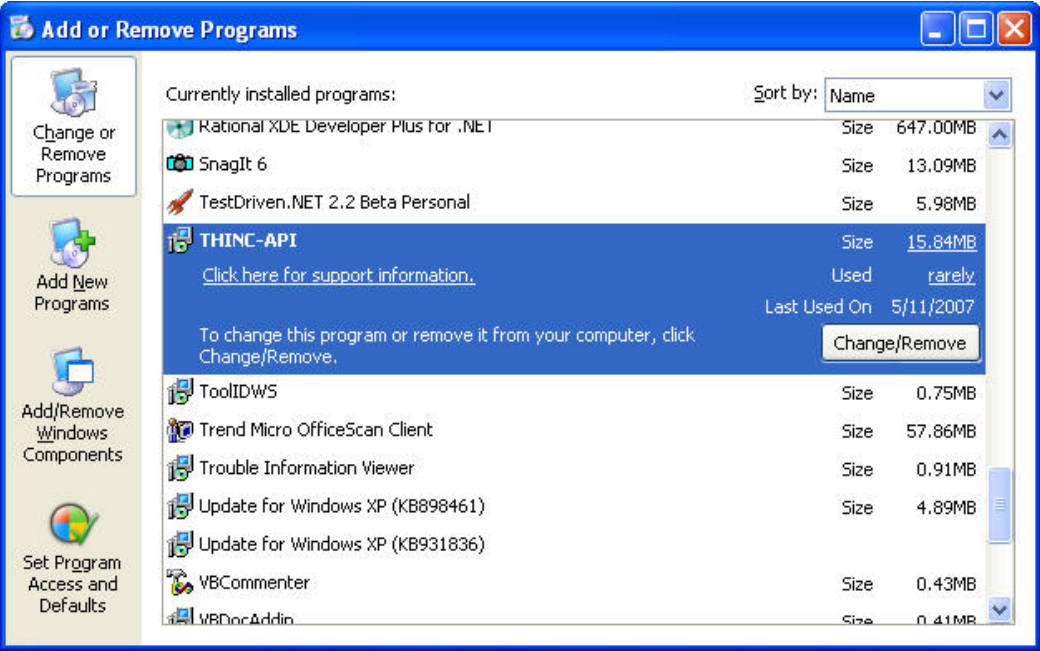 Add or Remove Programs
Change or
Remove
Programs
Add New
Programs
Add/Remove
Windows
Components
Set Program
Access and
Defaults
Currently installed programs:
Sort by: Name
Rational XDE Developer Plus for .NET Size 647.00MB
SnagIt 6 Size 13.09MB
TestDriven.NET 2.2 Beta Personal Size 5.98MB
THINC-API Size 15.84MB
Click here for support information. Used rarely
Last Used On 5/11/2007
To change this program or remove it from your computer, click
Change/Remove.
Change/Remove
ToolIDWS Size 0.75MB
Trend Micro OfficeScan Client Size 57.86MB
Trouble Information Viewer Size 0.91MB
Update for Windows XP (KB898461) Size 4.89MB
Update for Windows XP (KB931836)
VBCommenter Size 0.43MB
VBDocAddin Size 0.41MB